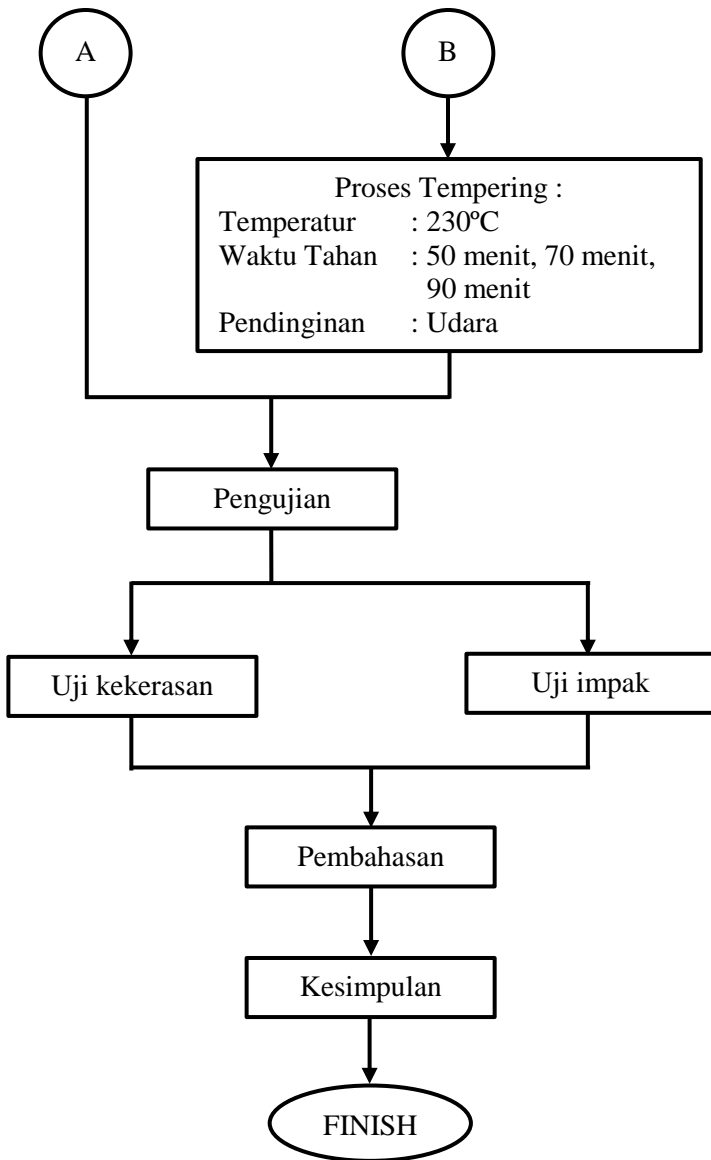 A
B
Proses Tempering :
Temperatur : 230ºC
Waktu Tahan : 50 menit, 70 menit,
90 menit
Pendinginan : Udara
Pengujian
Uji kekerasan
Uji impak
Pembahasan
Kesimpulan
FINISH